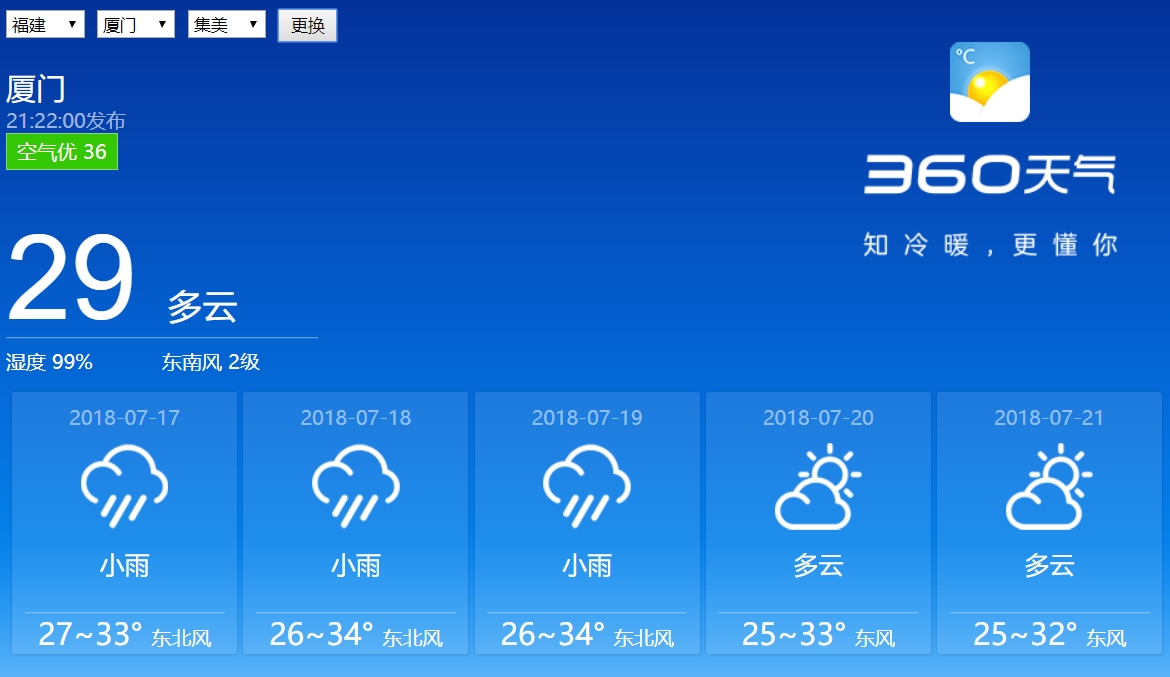 福建 厦门 集美 更换
厦门
21:22:00发布
空气优 36
°C
360天气
知冷暖，更懂你
29 多云
湿度 99% 东南风 2级
2018-07-17 2018-07-18 2018-07-19 2018-07-20 2018-07-21
小雨 小雨 小雨 多云 多云
27~33° 东北风 26~34° 东北风 26~34° 东北风 25~33° 东风 25~32° 东风